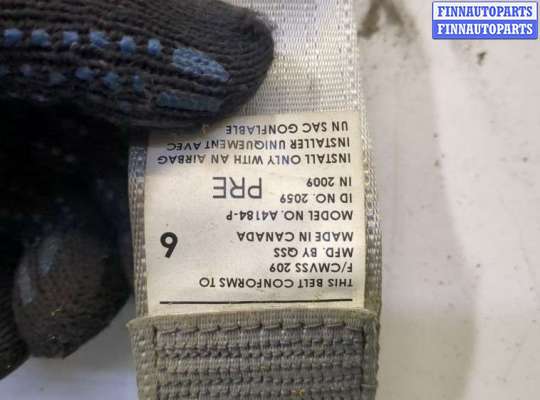 FINNAUTOPARTS
FINNAUTOPARTS
THIS BELT CONFORMS TO
F/CMVSS 209
MFD. BY QSS
MADE IN CANADA
MODEL NO. A4184-P
ID NO. 2059
IN 2009
PRE
9
INSTALL ONLY WITH AN AIRBAG
INSTALLER UNIQUEMENT AVEC
UN SAC GONFLABLE